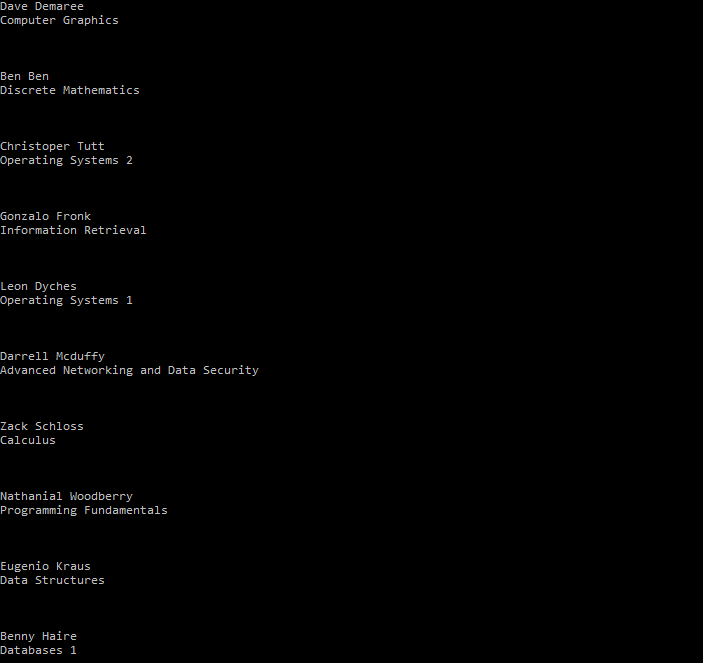 Dave Demaree
Computer Graphics
Ben Ben
Discrete Mathematics
Christoper Tutt
Operating Systems 2
Gonzalo Fronk
Information Retrieval
Leon Dyches
Operating Systems 1
Darrell Mcduffy
Advanced Networking and Data Security
Zack Schloss
Calculus
Nathanial Woodberry
Programming Fundamentals
Eugenio Kraus
Data Structures
Benny Haire
Databases 1